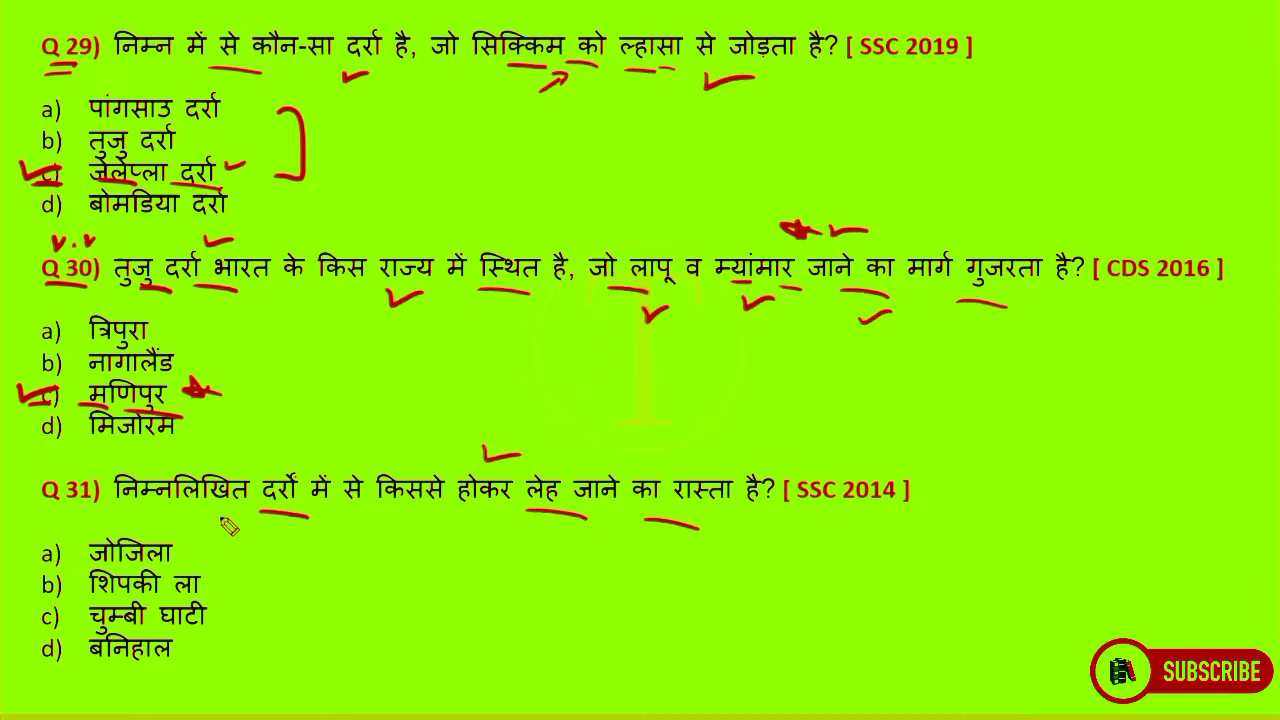 Q 29) निम्न में से कौन-सा दर्रा है, जो सिक्किम को ल्हासा से जोड़ता है? [ SSC 2019 ]
a) पांगसाउ दर्रा
b) तुजु दर्रा
c) जेलेप्ला दर्रा
d) बोमडिया दर्रा
Q 30) तुजु दर्रा भारत के किस राज्य में स्थित है, जो लापू व म्यांमार जाने का मार्ग गुजरता है? [ CDS 2016 ]
a) त्रिपुरा
b) नागालैंड
c) मणिपुर
d) मिजोरम
Q 31) निम्नलिखित दर्रों में से किससे होकर लेह जाने का रास्ता है? [ SSC 2014 ]
a) जोजिला
b) शिपकी ला
c) चुम्बी घाटी
d) बनिहाल
SUBSCRIBE